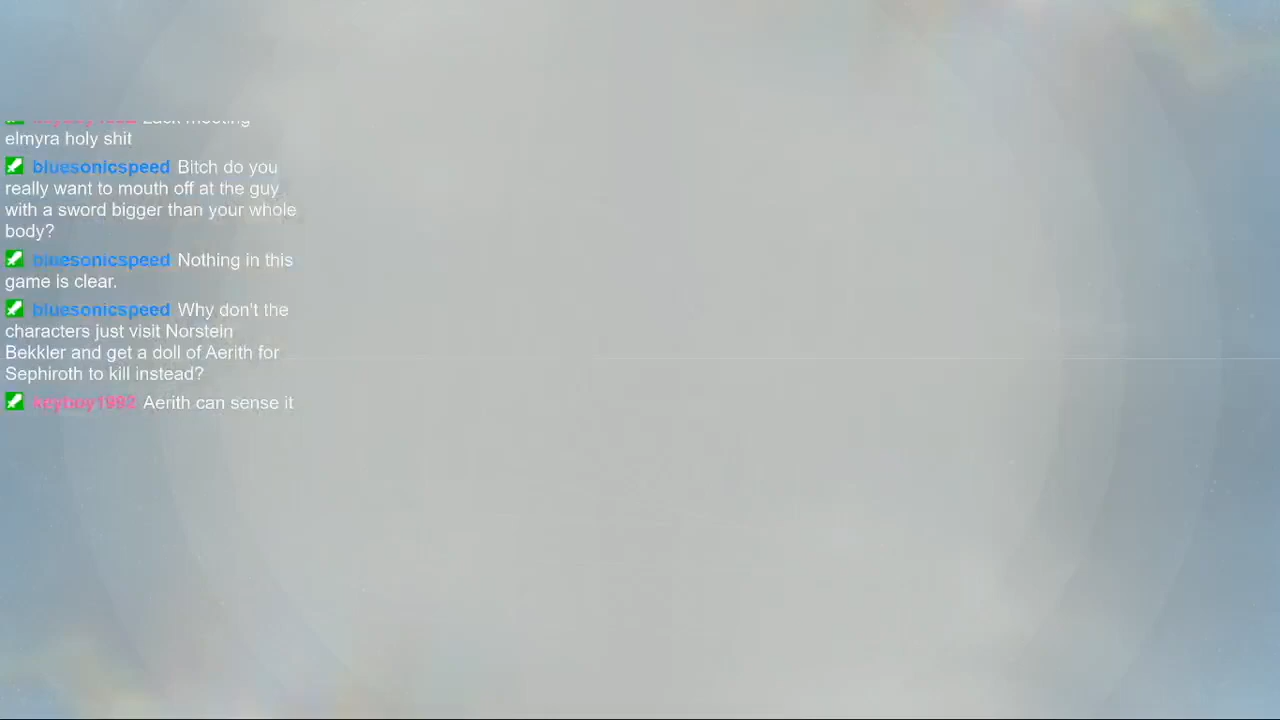 elmyra holy shit
bluesonicspeed Bitch do you
really want to mouth off at the guy
with a sword bigger than your whole
body?
bluesonicspeed Nothing in this
game is clear.
bluesonicspeed Why don't the
characters just visit Norstein
Bekkler and get a doll of Aerith for
Sephiroth to kill instead?
keyboy1992 Aerith can sense it